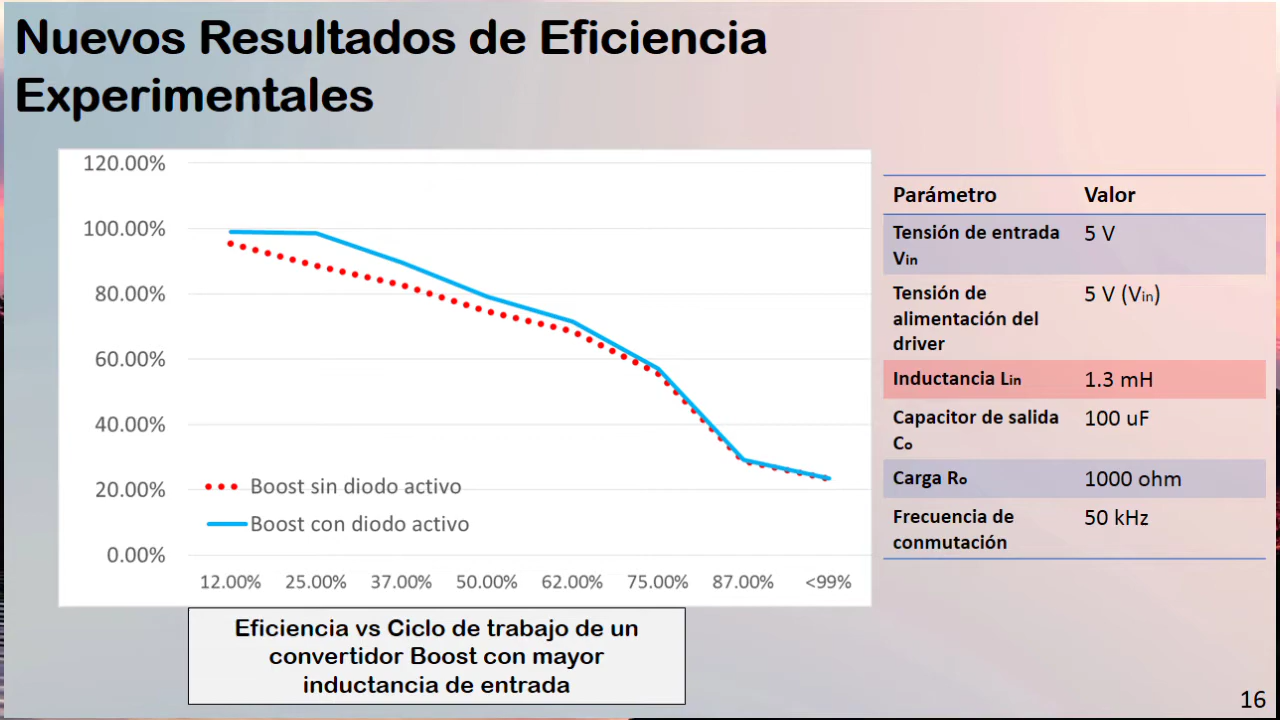 Nuevos Resultados de Eficiencia
Experimentales
120.00%
100.00%
80.00%
60.00%
40.00%
20.00%
0.00%
Boost sin diodo activo
Boost con diodo activo
12.00% 25.00% 37.00% 50.00% 62.00% 75.00% 87.00% <99%
Eficiencia vs Ciclo de trabajo de un
convertidor Boost con mayor
inductancia de entrada
Parámetro Valor
Tensión de entrada 5 V
Vin
Tensión de 5 V (Vin)
alimentación del
driver
Inductancia Lin 1.3 mH
Capacitor de salida 100 uF
Co
Carga Ro 1000 ohm
Frecuencia de 50 kHz
conmutación
16